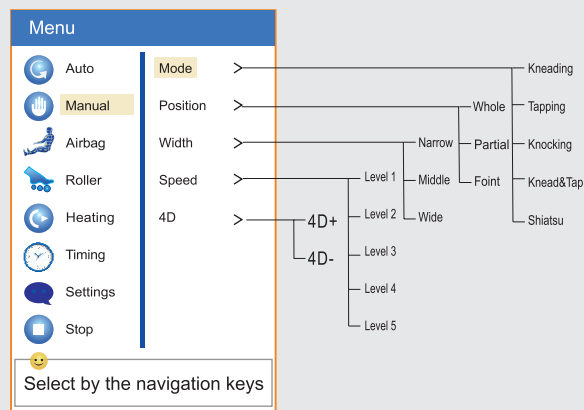 Menu
Auto
Manual
Airbag
Roller
Heating
Timing
Settings
Stop
Mode
Position
Width
Speed
4D
4D+
4D-
Level 1
Level 2
Level 3
Level 4
Level 5
Narrow
Middle
Wide
Whole
Partial
Foint
Kneading
Tapping
Knocking
Knead&Tap
Shiatsu
Select by the navigation keys